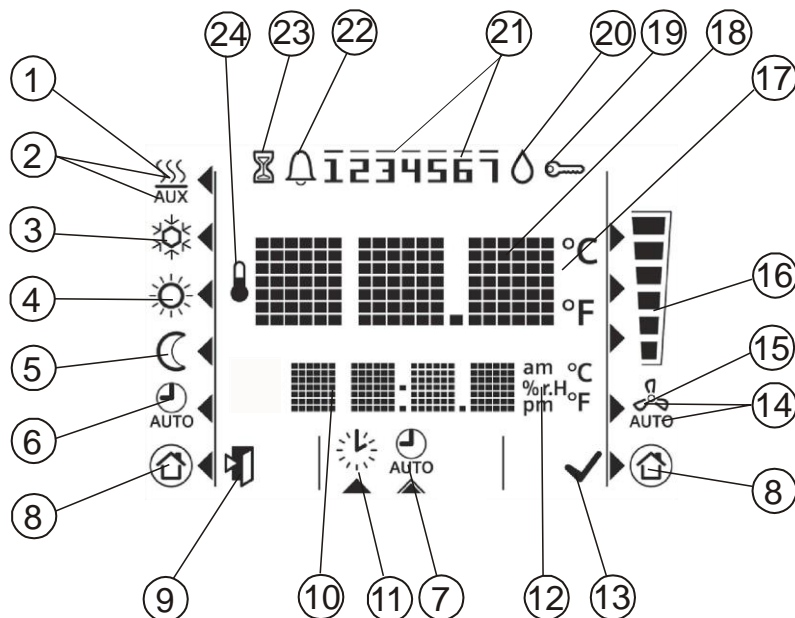 24 23 22 21 20 19 18
1 17
2 1234567
AUX
3 °C
4 16
°F
5 15
am °C
%r.H
pm °F
6 14
AUTO AUTO
8 AUTO 8
9 10 11 7 12 13